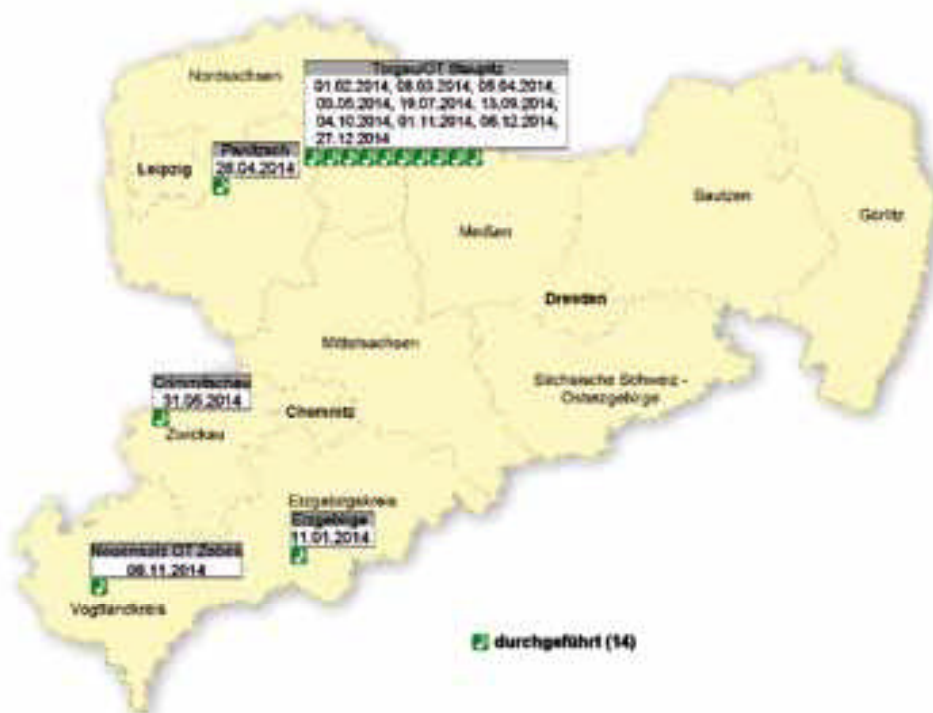 Nordsachsen
Torgau/OT Staupitz
01.02.2014, 08.03.2014, 05.04.2014,
03.05.2014, 19.07.2014, 13.09.2014,
04.10.2014, 01.11.2014, 06.12.2014,
27.12.2014
Leipzig
Panitzsch
26.04.2014
Bautzen
Görlitz
Meißen
Dresden
Mittelsachsen
Sächsische Schweiz -
Osterzgebirge
Crimmitschau
31.05.2014
Zwickau
Chemnitz
Erzgebirgskreis
Erzgebirge
11.01.2014
Neuensalz OT Zobes
08.11.2014
Vogtlandkreis
durchgeführt (14)